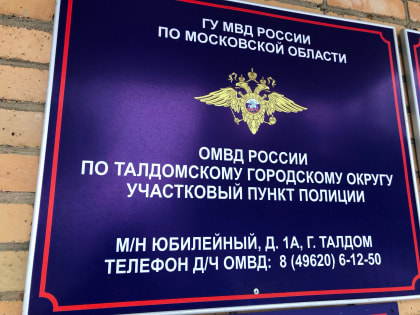 ГУ МВД РОССИИ
ПО МОСКОВСКОЙ ОБЛАСТИ
ОМВД РОССИИ
ПО ТАЛДОМСКОМУ ГОРОДСКОМУ ОКРУГУ
УЧАСТКОВЫЙ ПУНКТ ПОЛИЦИИ
М/Н ЮБИЛЕЙНЫЙ, Д. 1А, Г. ТАЛДОМ
ТЕЛЕФОН Д/Ч ОМВД: 8 (49620) 6-12-50